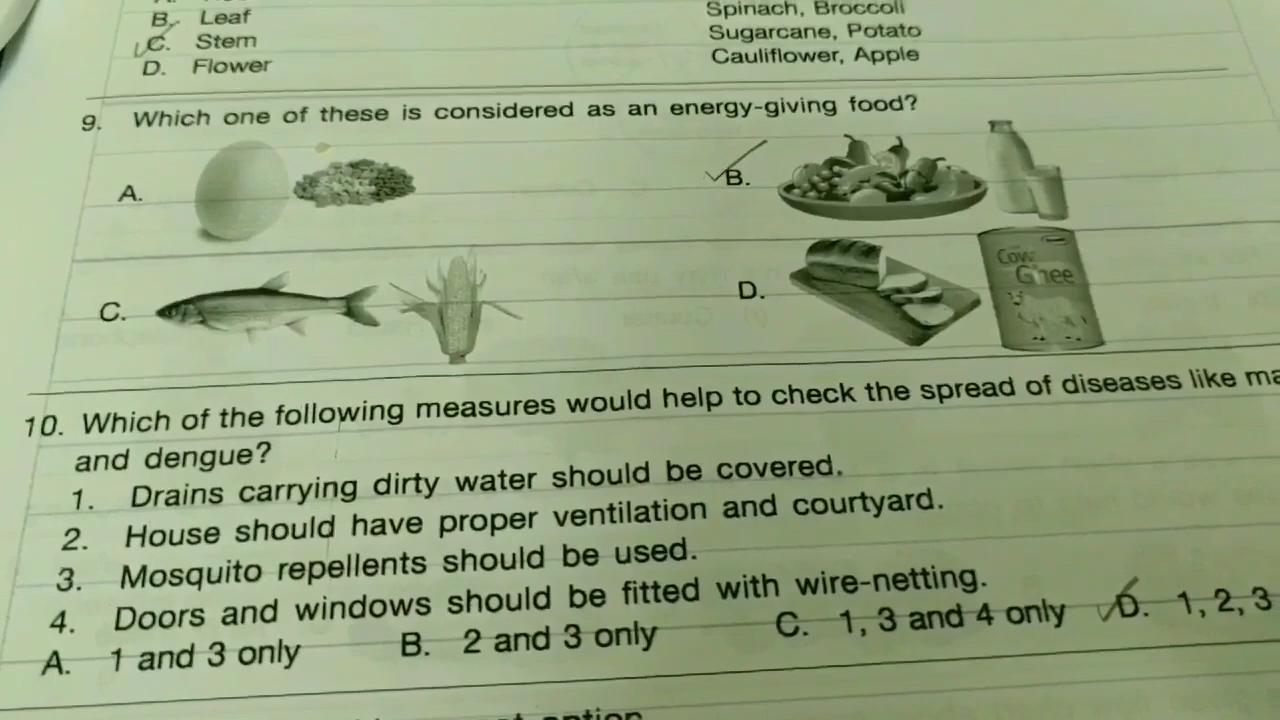 B. Leaf Spinach, Broccoli
C. Stem Sugarcane, Potato
D. Flower Cauliflower, Apple
9. Which one of these is considered as an energy-giving food?
A.
B.
C.
D.
Cow
Ghee
10. Which of the following measures would help to check the spread of diseases like ma
and dengue?
1. Drains carrying dirty water should be covered.
2. House should have proper ventilation and courtyard.
3. Mosquito repellents should be used.
4. Doors and windows should be fitted with wire-netting.
A. 1 and 3 only B. 2 and 3 only C. 1, 3 and 4 only D. 1, 2, 3